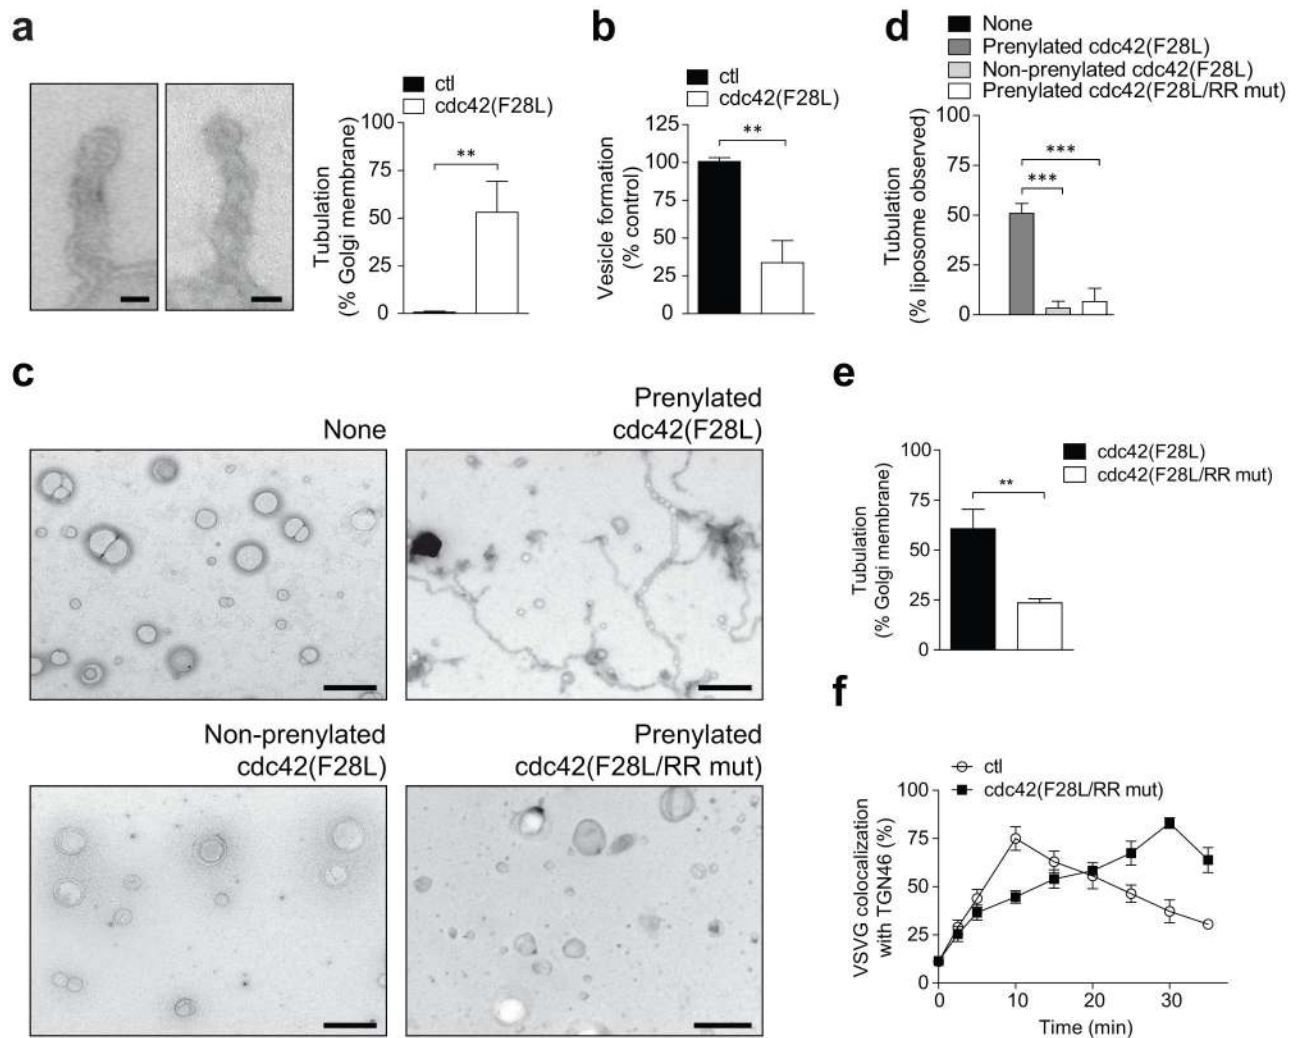 a
ctl
cdc42(F28L)
Tubulation
(% Golgi membrane)
100
75
50
25
0
**
b
ctl
cdc42(F28L)
Vesicle formation
(% control)
125
100
75
50
25
0
**
d
None
Prenylated cdc42(F28L)
Non-prenylated cdc42(F28L)
Prenylated cdc42(F28L/RR mut)
Tubulation
(% liposome observed)
100
50
25
0
***
***
c
None
Prenylated
cdc42(F28L)
Non-prenylated
cdc42(F28L)
Prenylated
cdc42(F28L/RR mut)
e
cdc42(F28L)
cdc42(F28L/RR mut)
Tubulation
(% Golgi membrane)
100
75
50
25
0
**
f
ctl
cdc42(F28L/RR mut)
VSVG colocalization
with TGN46 (%)
100
75
50
25
0
0 10 20 30
Time (min)